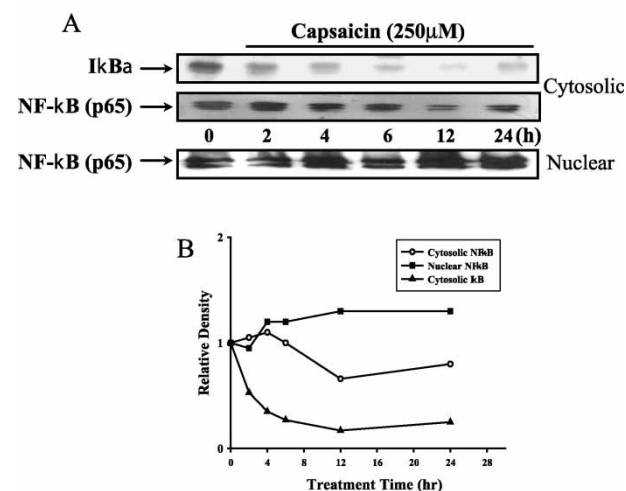 A
Capsaicin (250µM)
IkBa
Cytosolic
NF-kB (p65)
0 2 4 6 12 24 (h)
NF-kB (p65)
Nuclear
B
2
Cytosolic NFkB
Nuclear NFkB
Cytosolic IkB
Relative Density
1
0
0 4 8 12 16 20 24 28
Treatment Time (hr)